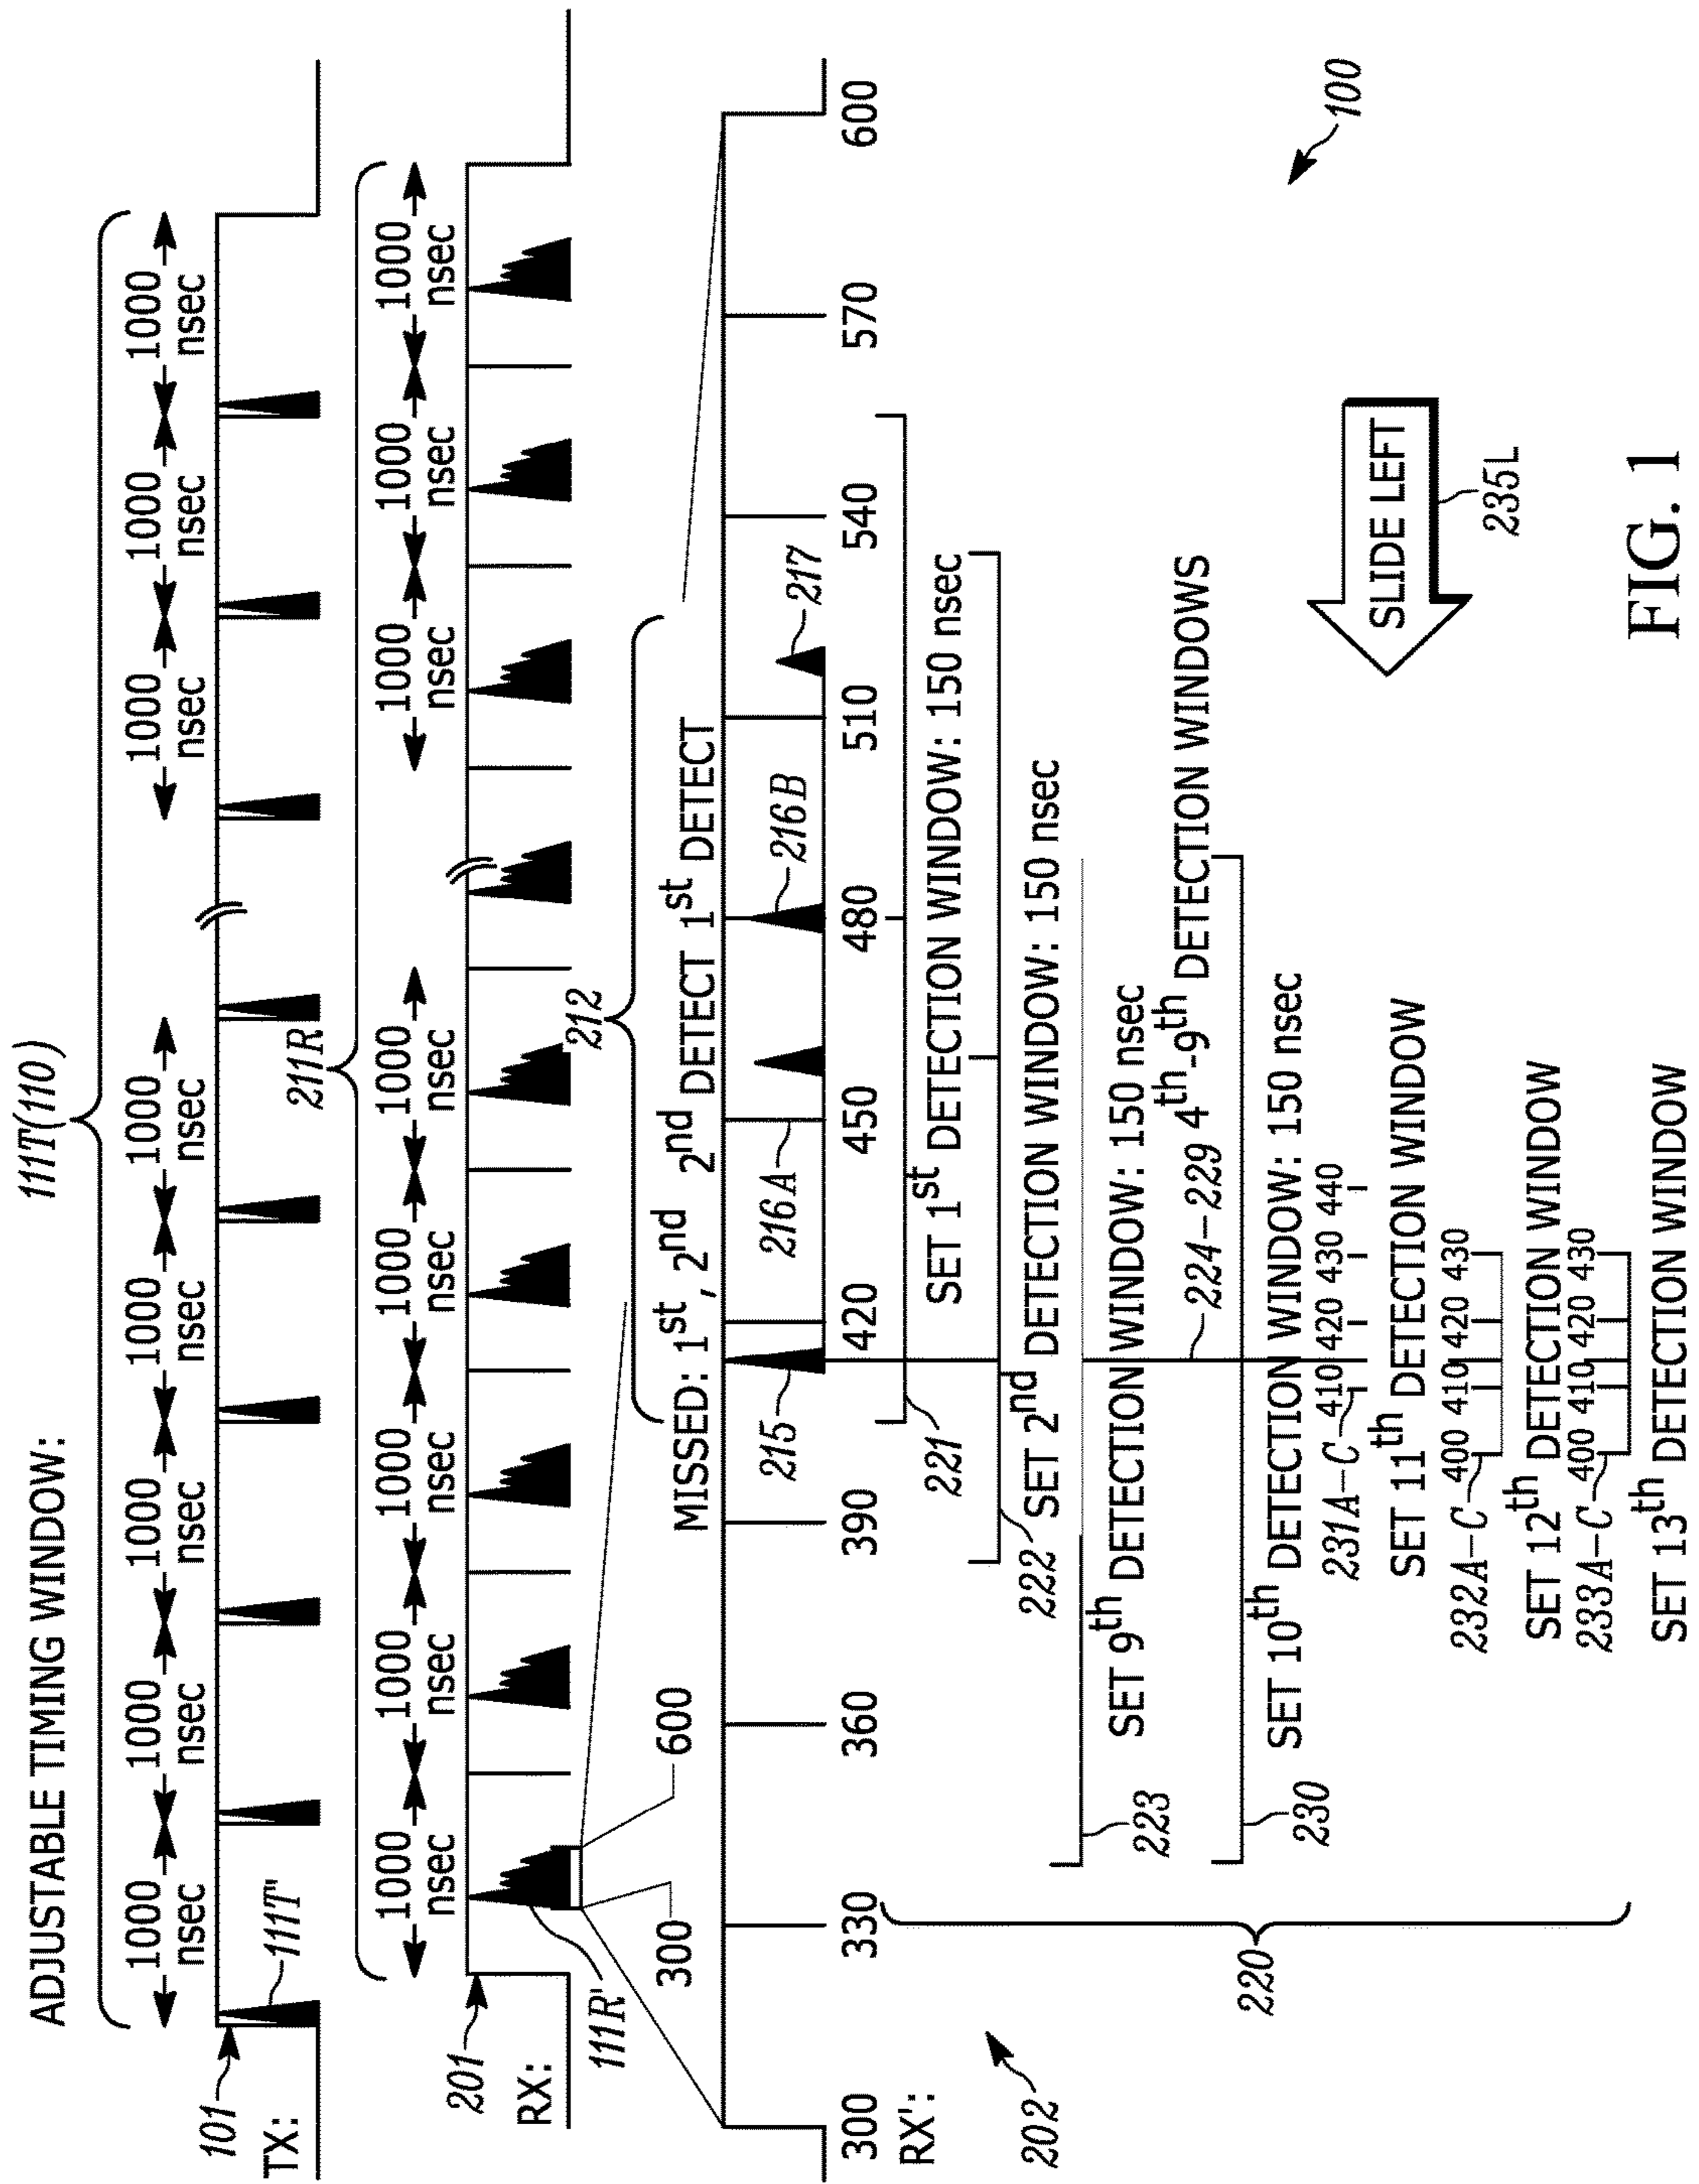 ADJUSTABLE TIMING WINDOW:
111T(110)
1000 1000 1000 1000 1000 1000 1000 1000
nsec nsec nsec nsec nsec nsec nsec nsec
101
TX:
111T'
211R
1000 1000 1000 1000 1000 1000 1000 1000
nsec nsec nsec nsec nsec nsec nsec nsec
201
RX:
111R'
300
600
212
MISSED: 1st, 2nd 2nd DETECT 1st DETECT
215
216A
216B
217
300 330 360 390 420 450 480 510 540 570 600
RX':
202
221
SET 1st DETECTION WINDOW: 150 nsec
222
SET 2nd DETECTION WINDOW: 150 nsec
223
SET 9th DETECTION WINDOW: 150 nsec
224-229 4th-9th DETECTION WINDOWS
230
SET 10th DETECTION WINDOW: 150 nsec
231A-C 410 420 430 440
SET 11th DETECTION WINDOW
232A-C 400 410 420 430
SET 12th DETECTION WINDOW
233A-C 400 410 420 430
SET 13th DETECTION WINDOW
220
SLIDE LEFT
235L
100
FIG. 1